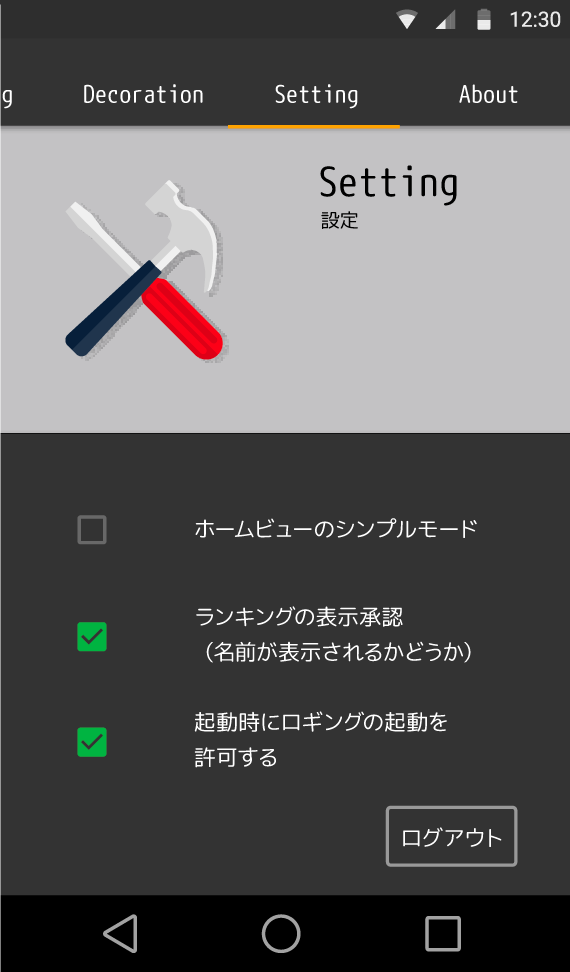 12:30
g Decoration Setting About
Setting
設定
ホームビューのシンプルモード
ランキングの表示承認
（名前が表示されるかどうか）
起動時にロギングの起動を
許可する
ログアウト